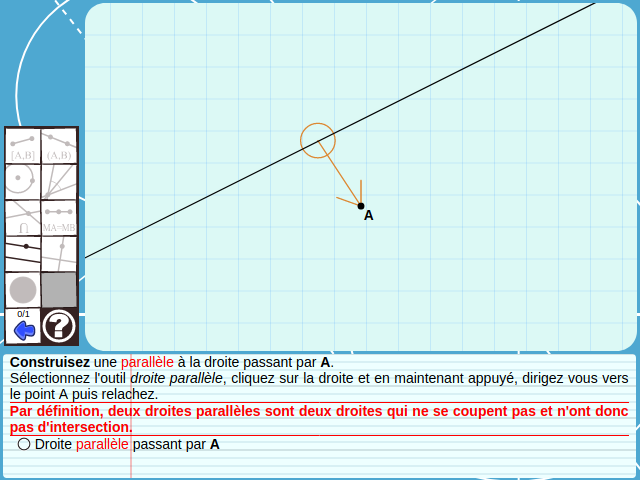 A
[A,B] (A,B)
∩ MA=MB
0/1
?
Construisez une parallèle à la droite passant par A.
Sélectionnez l'outil droite parallèle, cliquez sur la droite et en maintenant appuyé, dirigez vous vers
le point A puis relachez.
Par définition, deux droites parallèles sont deux droites qui ne se coupent pas et n'ont donc
pas d'intersection.
Droite parallèle passant par A